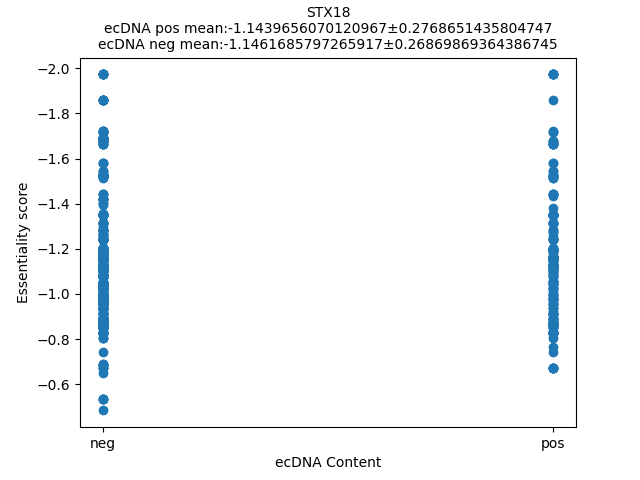 STX18
ecDNA pos mean:-1.1439656070120967±0.2768651435804747
ecDNA neg mean:-1.1461685797265917±0.26869869364386745
−2.0
−1.8
−1.6
−1.4
−1.2
−1.0
−0.8
−0.6
Essentiality score
neg
pos
ecDNA Content